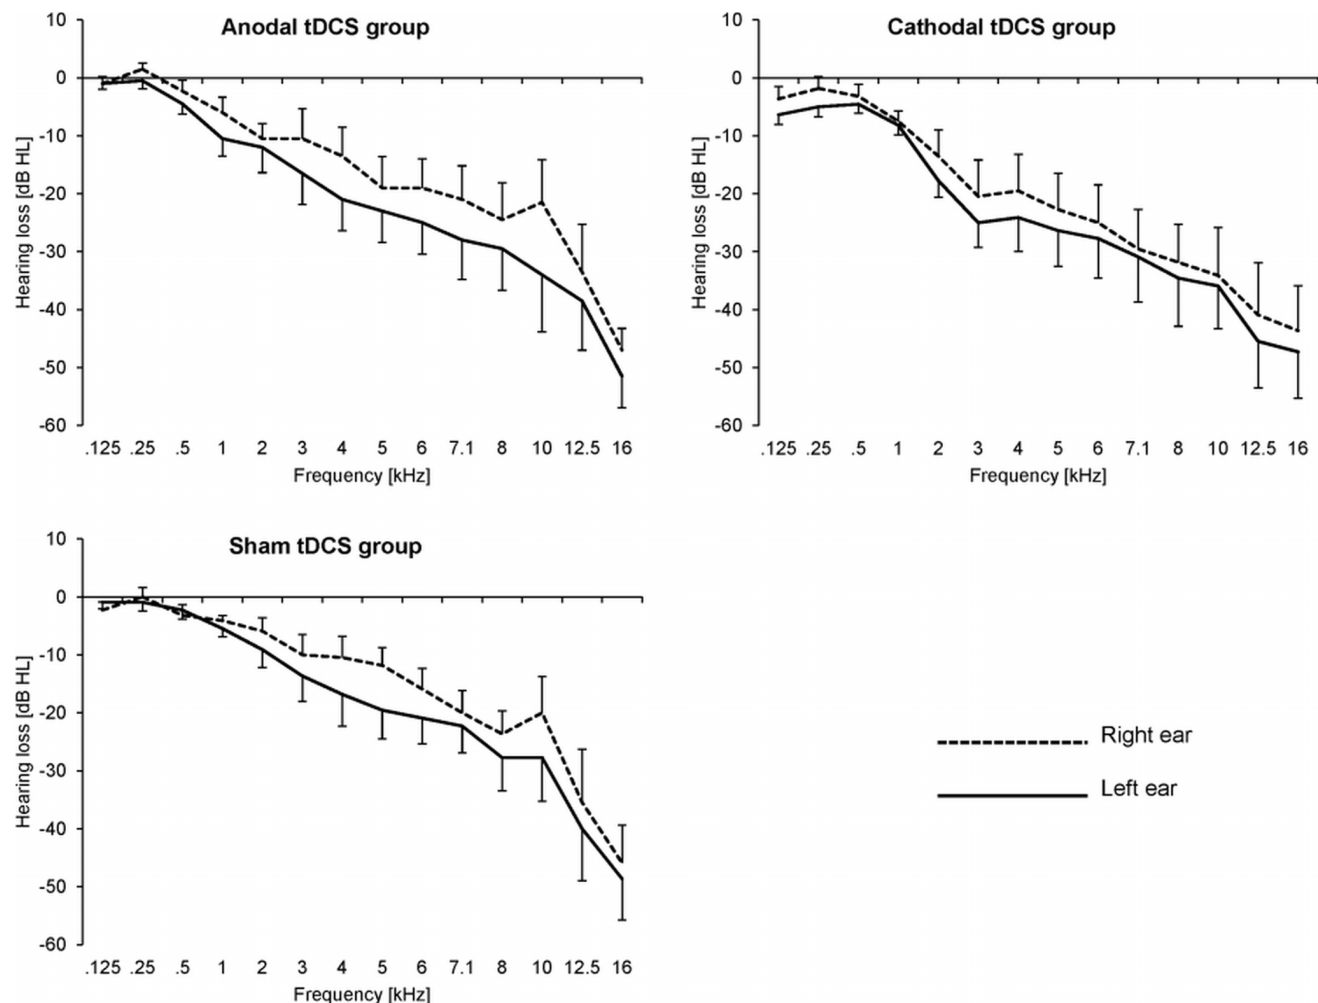 Anodal tDCS group
Hearing loss [dB HL]
10
0
-10
-20
-30
-40
-50
-60
.125 .25 .5 1 2 3 4 5 6 7.1 8 10 12.5 16
Frequency [kHz]
Cathodal tDCS group
Hearing loss [dB HL]
10
0
-10
-20
-30
-40
-50
-60
.125 .25 .5 1 2 3 4 5 6 7.1 8 10 12.5 16
Frequency [kHz]
Sham tDCS group
Hearing loss [dB HL]
10
0
-10
-20
-30
-40
-50
-60
.125 .25 .5 1 2 3 4 5 6 7.1 8 10 12.5 16
Frequency [kHz]
Right ear
Left ear